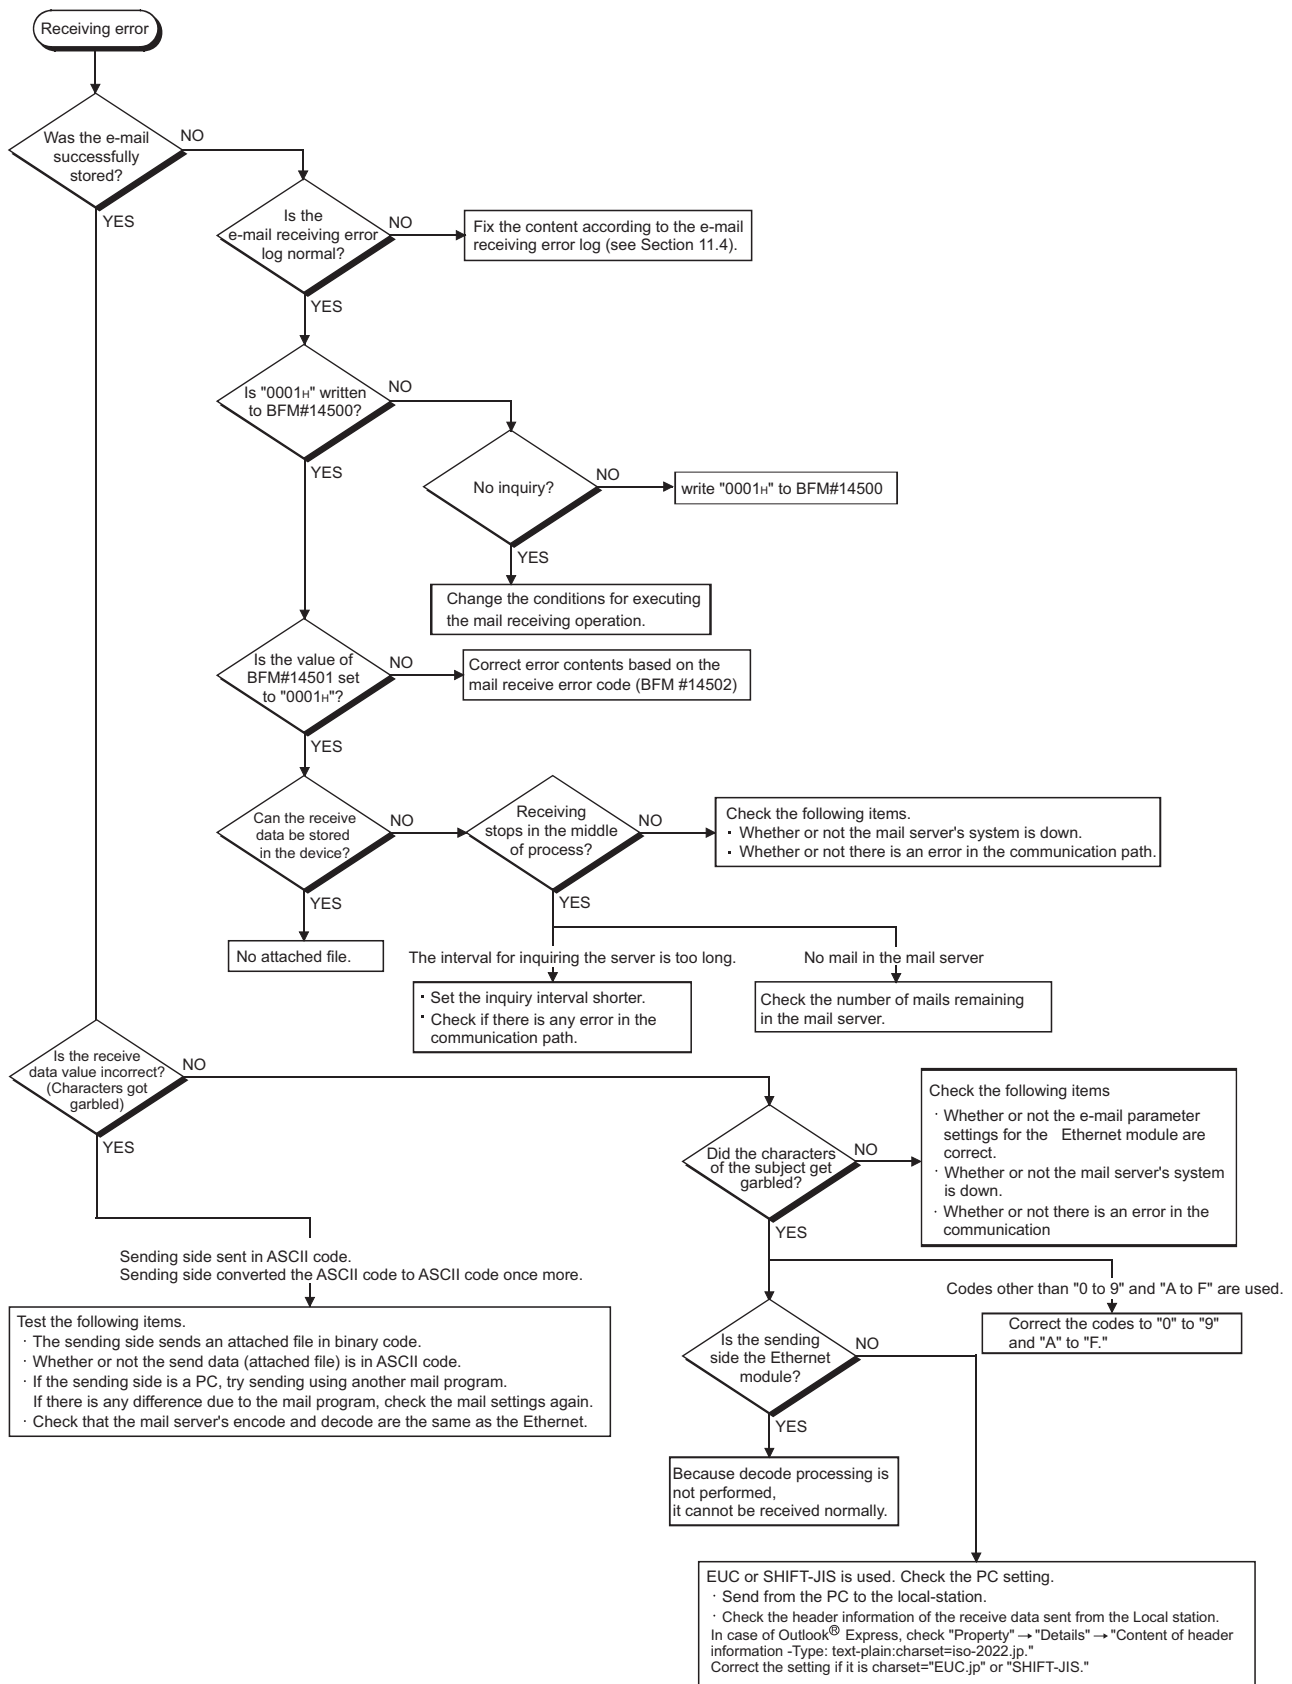 Receiving error
Was the e-mail
successfully
stored?
NO
YES
Is the
e-mail receiving error
log normal?
NO
YES
Fix the content according to the e-mail
receiving error log (see Section 11.4).
Is "0001H" written
to BFM#14500?
NO
YES
No inquiry?
NO
YES
write "0001H" to BFM#14500
Change the conditions for executing
the mail receiving operation.
Is the value of
BFM#14501 set
to "0001H"?
NO
YES
Correct error contents based on the
mail receive error code (BFM #14502)
Can the receive
data be stored
in the device?
NO
YES
Receiving
stops in the middle
of process?
NO
YES
Check the following items.
· Whether or not the mail server's system is down.
· Whether or not there is an error in the communication path.
No attached file.
The interval for inquiring the server is too long.
No mail in the mail server
· Set the inquiry interval shorter.
· Check if there is any error in the
communication path.
Check the number of mails remaining
in the mail server.
Is the receive
data value incorrect?
(Characters got
garbled)
NO
YES
Did the characters
of the subject get
garbled?
NO
YES
Check the following items
· Whether or not the e-mail parameter
settings for the Ethernet module are
correct.
· Whether or not the mail server's system
is down.
· Whether or not there is an error in the
communication
Sending side sent in ASCII code.
Sending side converted the ASCII code to ASCII code once more.
Codes other than "0 to 9" and "A to F" are used.
Correct the codes to "0" to "9"
and "A" to "F."
Test the following items.
· The sending side sends an attached file in binary code.
· Whether or not the send data (attached file) is in ASCII code.
· If the sending side is a PC, try sending using another mail program.
If there is any difference due to the mail program, check the mail settings again.
· Check that the mail server's encode and decode are the same as the Ethernet.
Is the sending
side the Ethernet
module?
NO
YES
Because decode processing is
not performed,
it cannot be received normally.
EUC or SHIFT-JIS is used. Check the PC setting.
· Send from the PC to the local-station.
· Check the header information of the receive data sent from the Local station.
In case of Outlook® Express, check "Property" → "Details" → "Content of header
information -Type: text-plain:charset=iso-2022.jp."
Correct the setting if it is charset="EUC.jp" or "SHIFT-JIS."